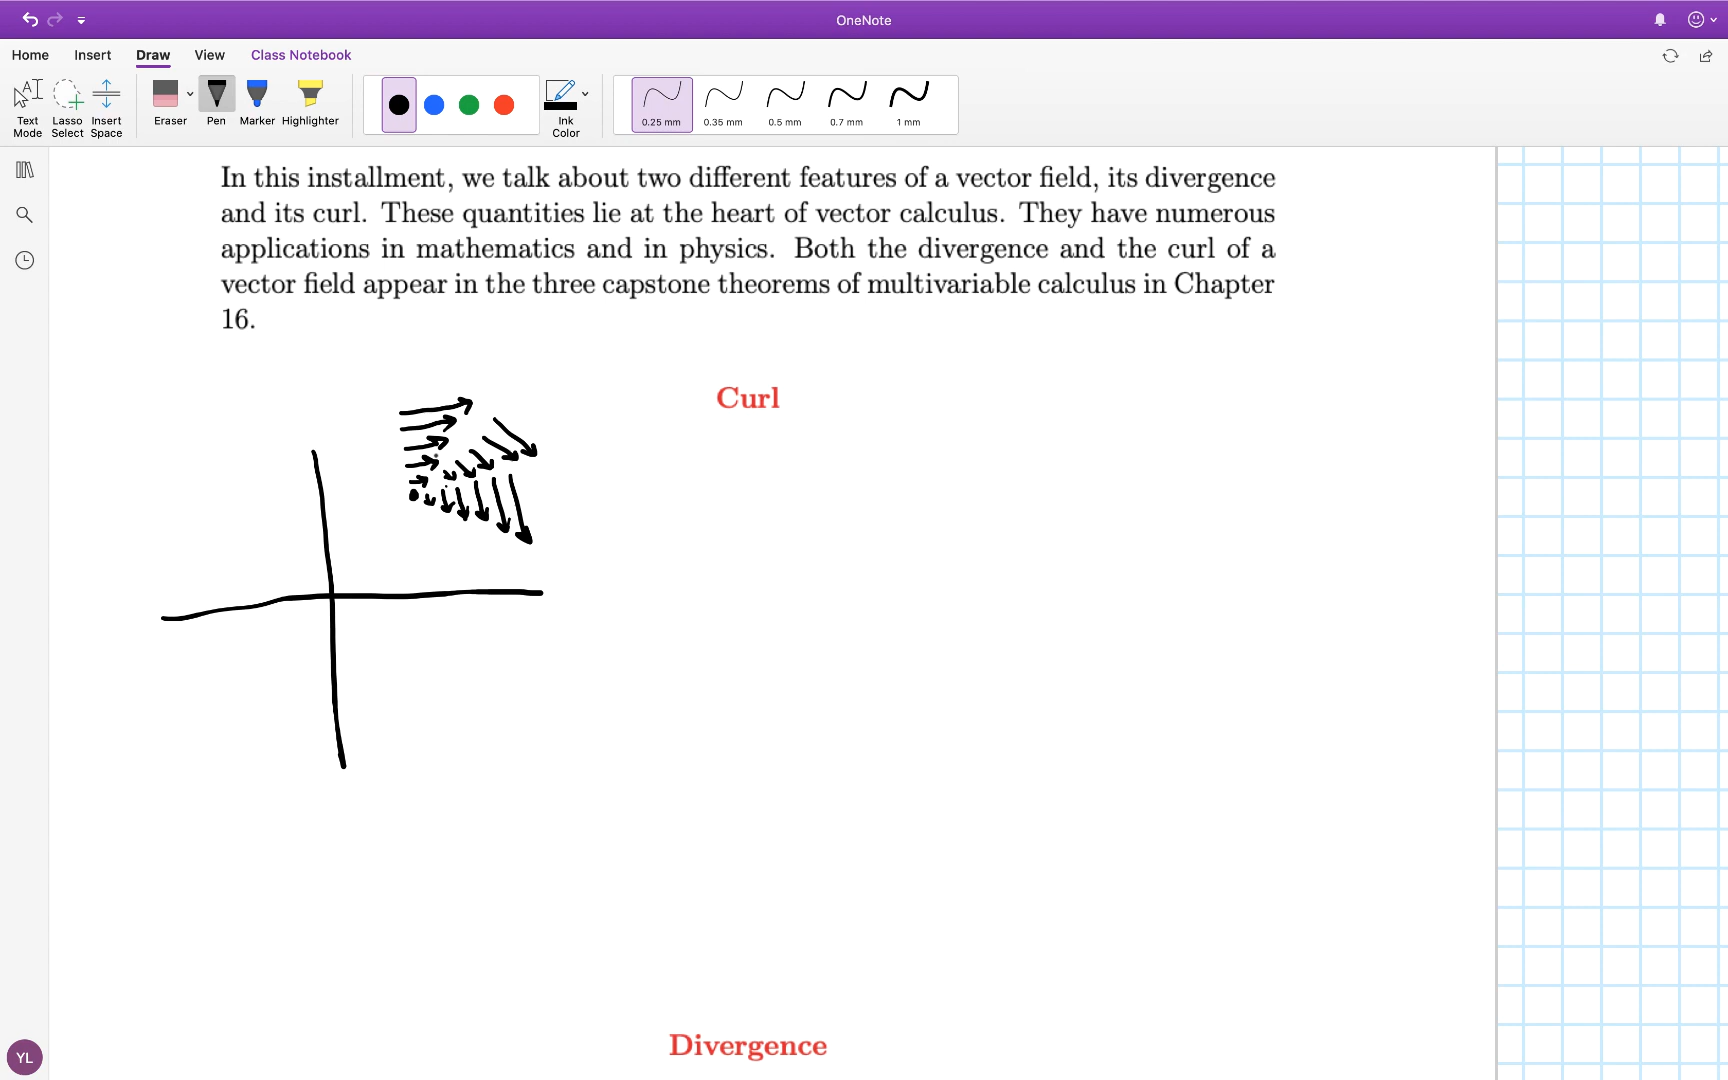 OneNote
Home Insert Draw View Class Notebook
Text Mode
Lasso Select
Insert Space
Eraser
Pen
Marker
Highlighter
Ink Color
0.25 mm
0.35 mm
0.5 mm
0.7 mm
1 mm
In this installment, we talk about two different features of a vector field, its divergence
and its curl. These quantities lie at the heart of vector calculus. They have numerous
applications in mathematics and in physics. Both the divergence and the curl of a
vector field appear in the three capstone theorems of multivariable calculus in Chapter
16.
Curl
Divergence
YL